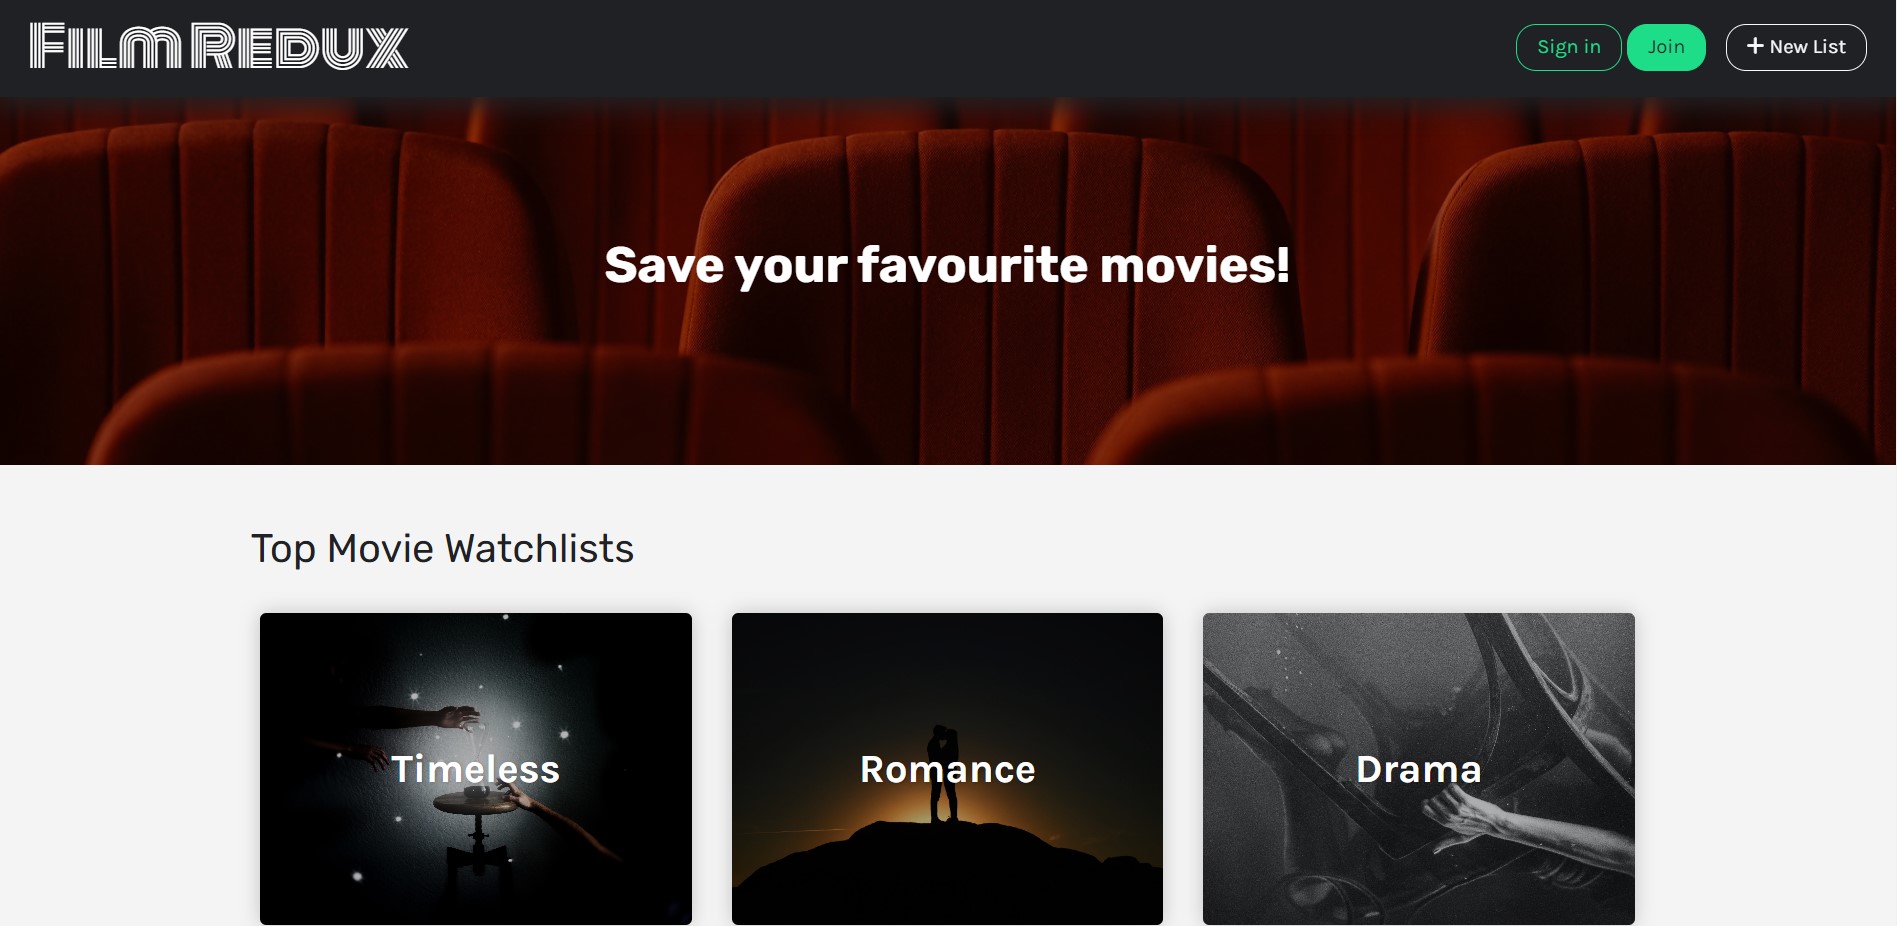 Film Redux
Sign in
Join
+ New List
Save your favourite movies!
Top Movie Watchlists
Timeless
Romance
Drama